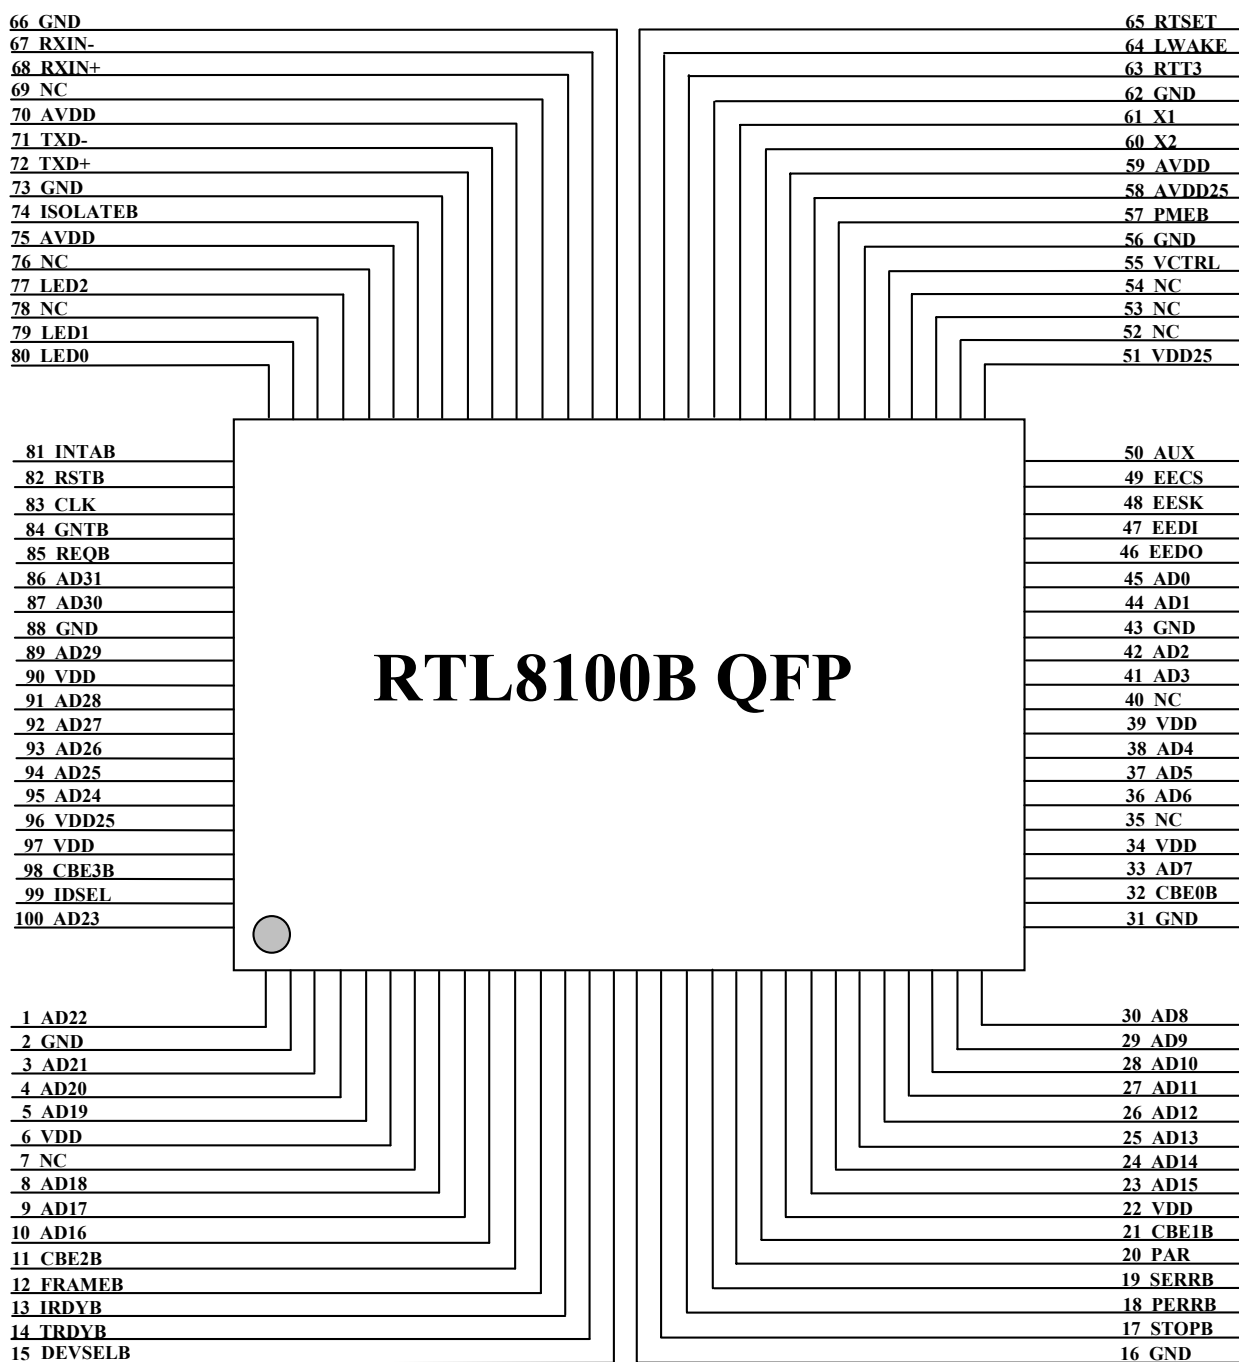 66 GND
67 RXIN-
68 RXIN+
69 NC
70 AVDD
71 TXD-
72 TXD+
73 GND
74 ISOLATEB
75 AVDD
76 NC
77 LED2
78 NC
79 LED1
80 LED0
65 RTSET
64 LWAKE
63 RTT3
62 GND
61 X1
60 X2
59 AVDD
58 AVDD25
57 PMEB
56 GND
55 VCTRL
54 NC
53 NC
52 NC
51 VDD25
81 INTAB
82 RSTB
83 CLK
84 GNTB
85 REQB
86 AD31
87 AD30
88 GND
89 AD29
90 VDD
91 AD28
92 AD27
93 AD26
94 AD25
95 AD24
96 VDD25
97 VDD
98 CBE3B
99 IDSEL
100 AD23
RTL8100B QFP
50 AUX
49 EECS
48 EESK
47 EEDI
46 EEDO
45 AD0
44 AD1
43 GND
42 AD2
41 AD3
40 NC
39 VDD
38 AD4
37 AD5
36 AD6
35 NC
34 VDD
33 AD7
32 CBE0B
31 GND
1 AD22
2 GND
3 AD21
4 AD20
5 AD19
6 VDD
7 NC
8 AD18
9 AD17
10 AD16
11 CBE2B
12 FRAMEB
13 IRDYB
14 TRDYB
15 DEVSELB
30 AD8
29 AD9
28 AD10
27 AD11
26 AD12
25 AD13
24 AD14
23 AD15
22 VDD
21 CBE1B
20 PAR
19 SERRB
18 PERRB
17 STOPB
16 GND